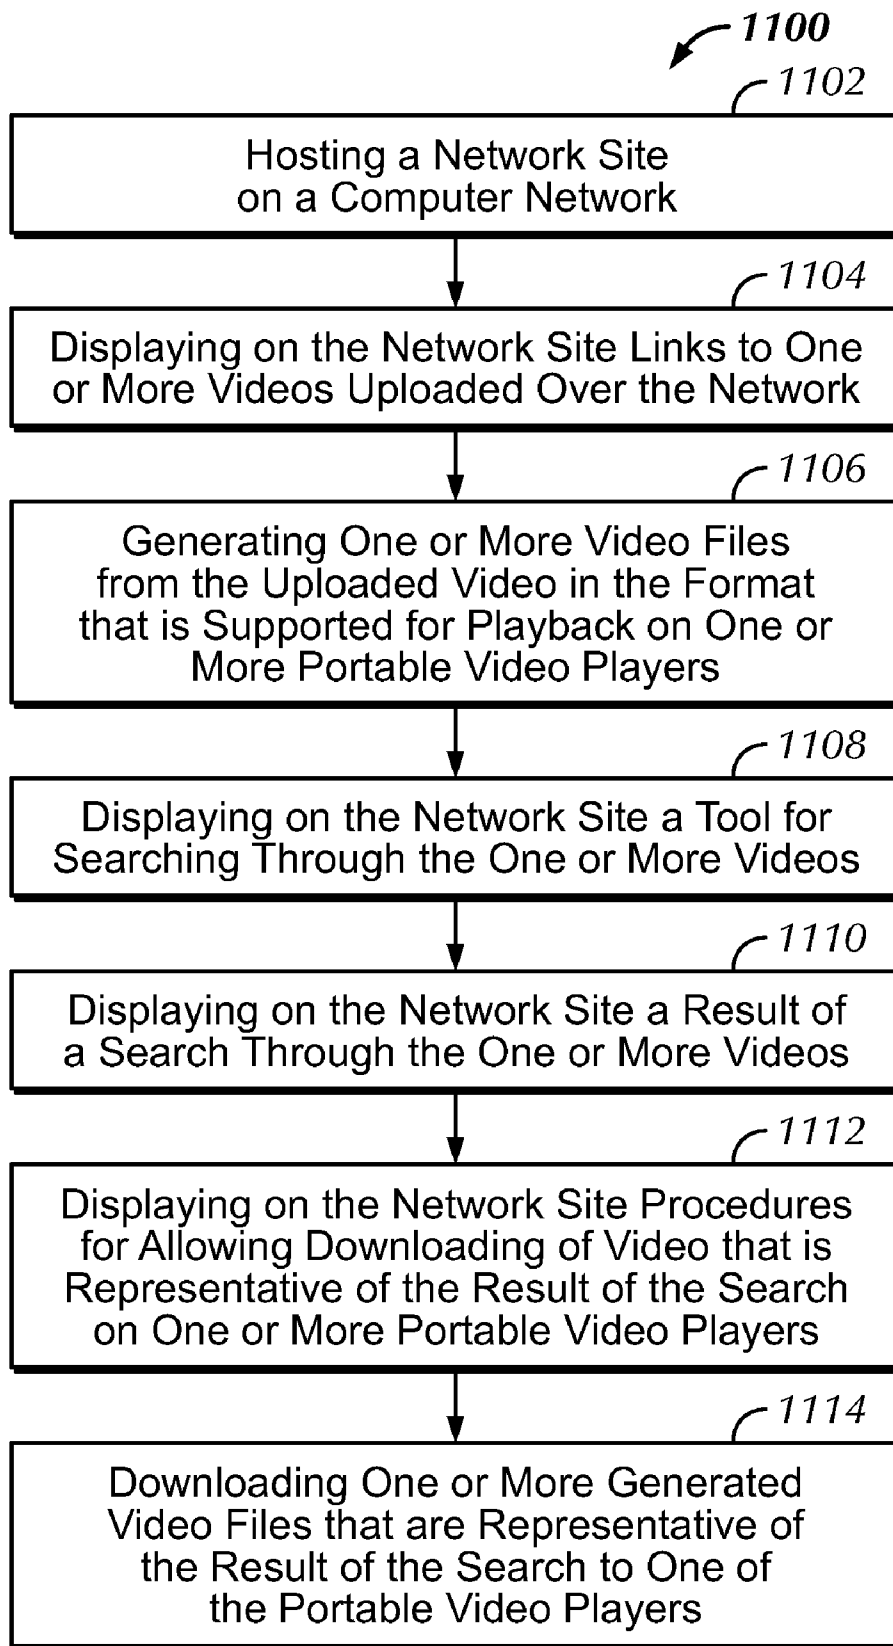 1100
1102
Hosting a Network Site
on a Computer Network
1104
Displaying on the Network Site Links to One
or More Videos Uploaded Over the Network
1106
Generating One or More Video Files
from the Uploaded Video in the Format
that is Supported for Playback on One or
More Portable Video Players
1108
Displaying on the Network Site a Tool for
Searching Through the One or More Videos
1110
Displaying on the Network Site a Result of
a Search Through the One or More Videos
1112
Displaying on the Network Site Procedures
for Allowing Downloading of Video that is
Representative of the Result of the Search
on One or More Portable Video Players
1114
Downloading One or More Generated
Video Files that are Representative of
the Result of the Search to One of
the Portable Video Players